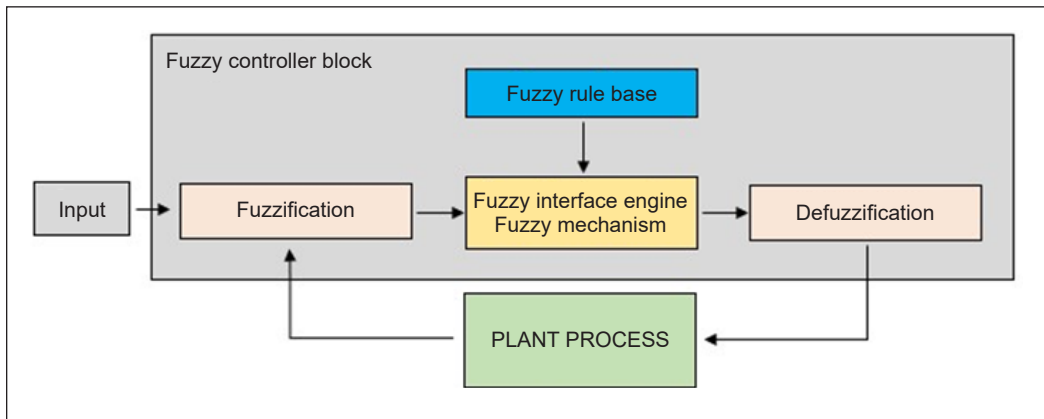 Fuzzy controller block
Fuzzy rule base
Input
Fuzzification
Fuzzy interface engine
Fuzzy mechanism
Defuzzification
PLANT PROCESS